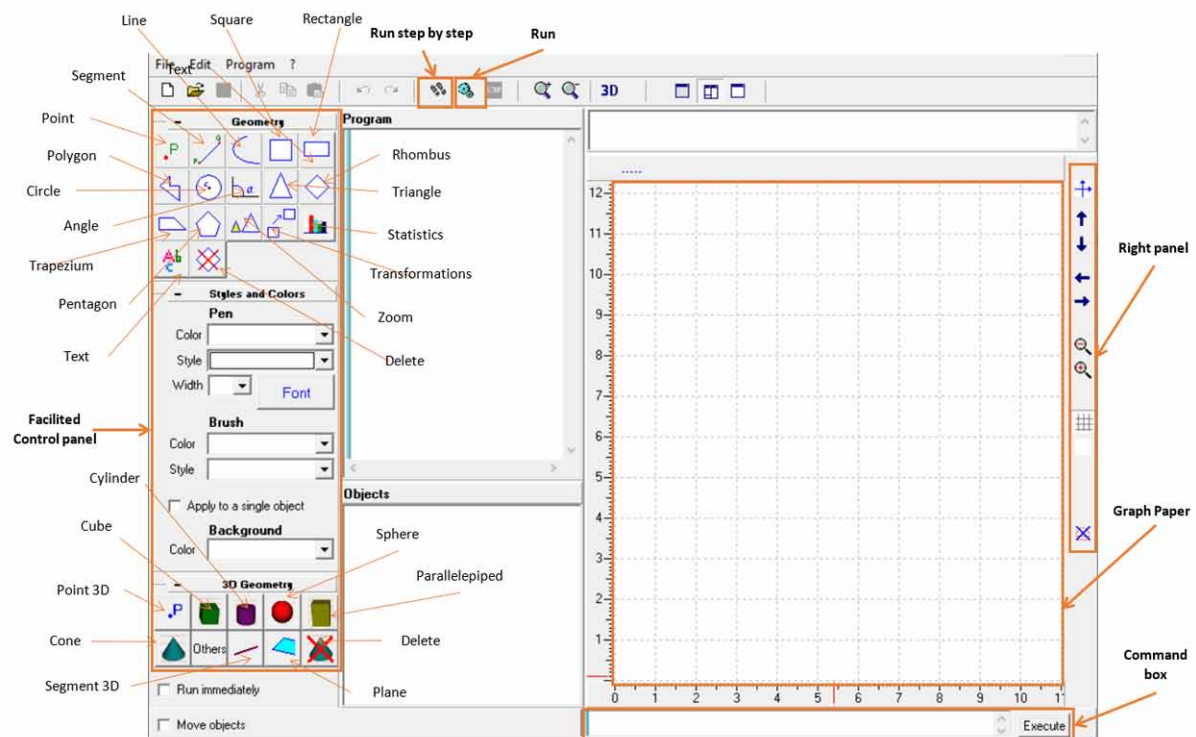 Line
Square
Rectangle
Run step by step
Run
File Edit Program ?
Text
Segment
3D
Point
Geometry
Program
P
P q
Polygon
Rhombus
Circle
α
Triangle
Angle
Statistics
Trapezium
Abc
Transformations
Pentagon
Styles and Colors
Pen
Zoom
Color
Text
Style
Delete
Width
Font
Facilited
Control panel
Brush
Color
Style
Cylinder
Objects
Apply to a single object
Cube
Background
Sphere
Color
Parallelepiped
3D Geometry
Point 3D
P
Cone
Others
Delete
Segment 3D
Plane
Run immediately
Move objects
12
11
10
9
8
7
6
5
4
3
2
1
0 1 2 3 4 5 6 7 8 9 10 1
Right panel
Graph Paper
Command
box
Execute